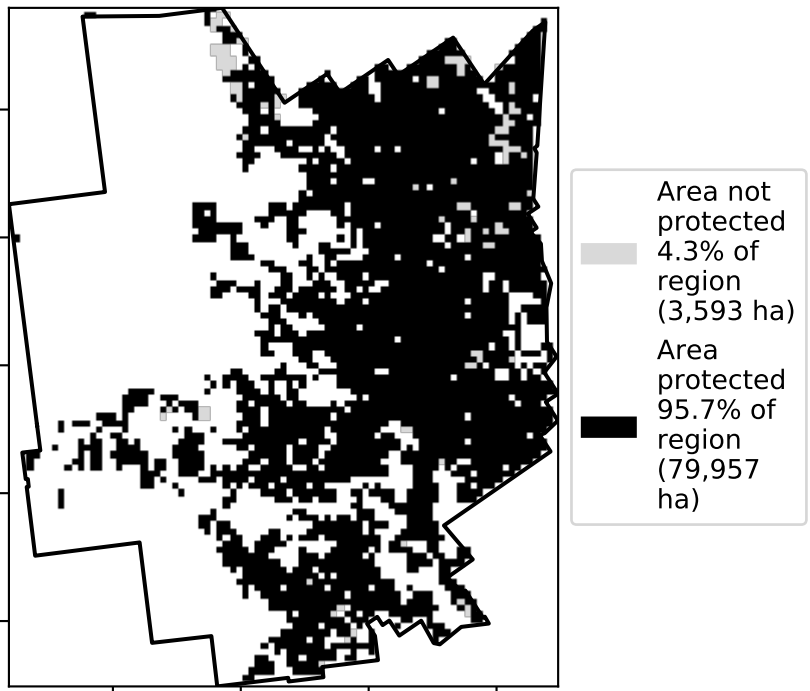 Area not
protected
4.3% of
region
(3,593 ha)
Area
protected
95.7% of
region
(79,957
ha)